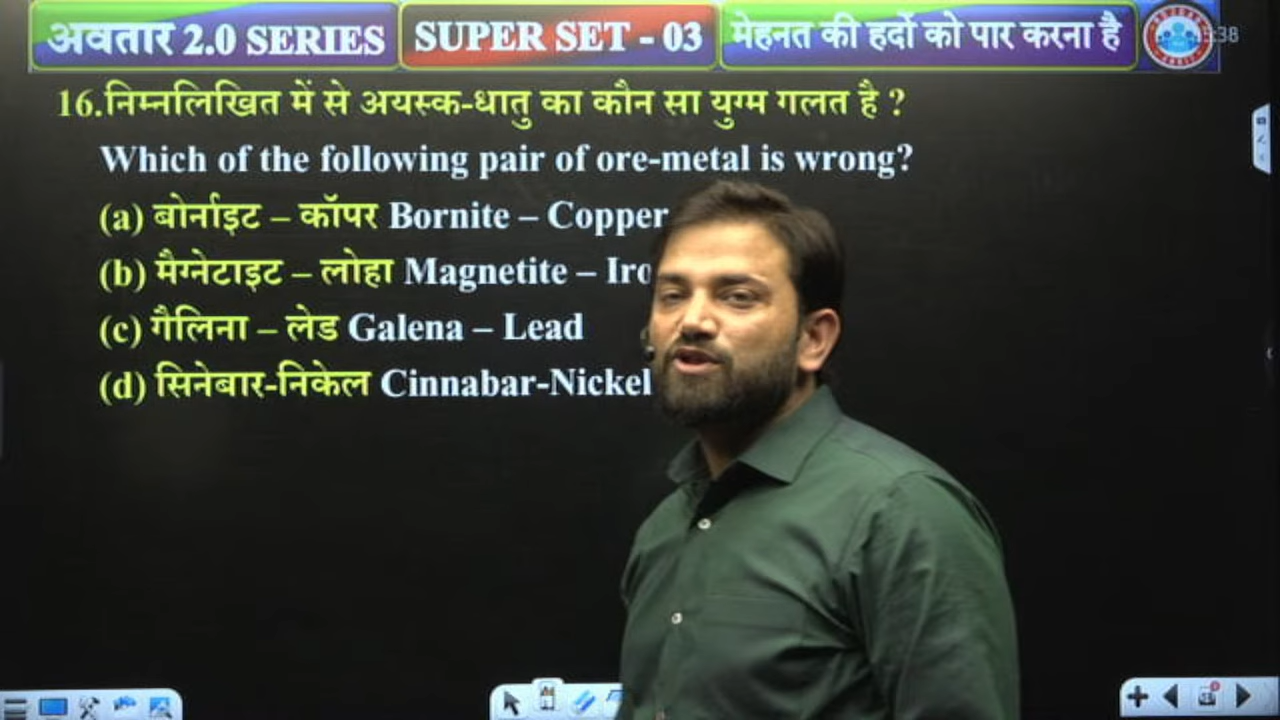 अवतार 2.0 SERIES
SUPER SET - 03
मेहनत की हदों को पार करना है
:38
16.निम्नलिखित में से अयस्क-धातु का कौन सा युग्म गलत है ?
Which of the following pair of ore-metal is wrong?
(a) बोर्नाइट – कॉपर Bornite – Copper
(b) मैग्नेटाइट – लोहा Magnetite –
(c) गैलिना – लेड Galena – Lead
(d) सिनेबार-निकेल Cinnabar-Nickel